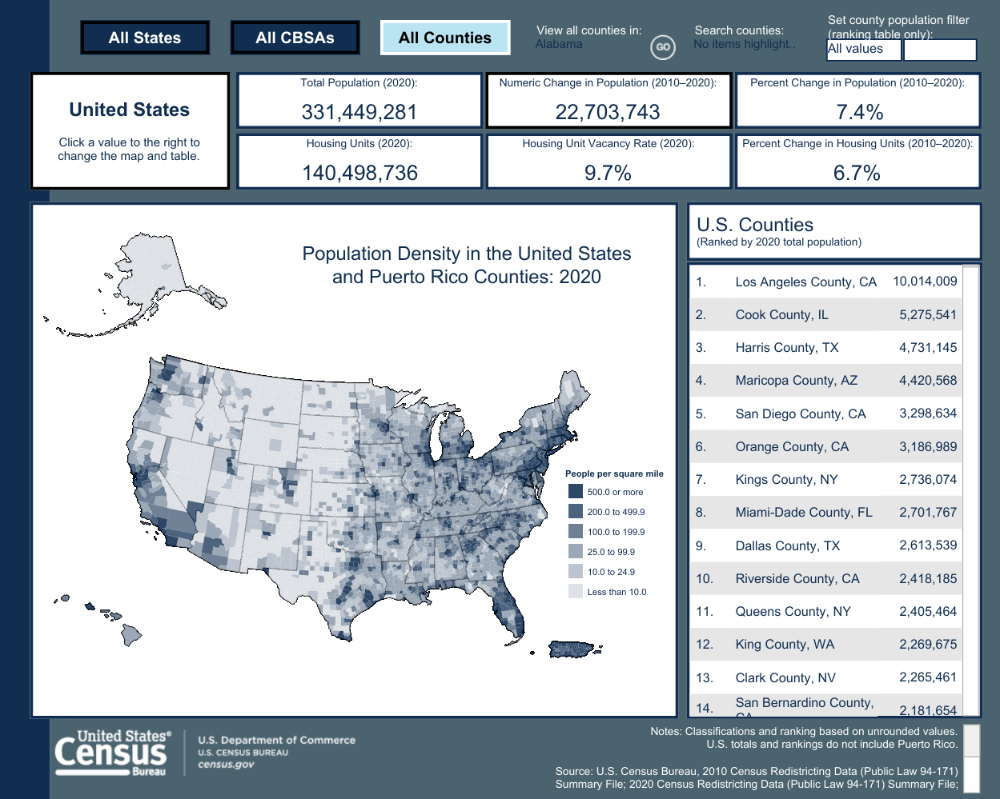 All States
All CBSAs
All Counties
View all counties in:
Alabama
GO
Search counties:
No items highlight..
Set county population filter
(ranking table only):
All values
United States
Click a value to the right to
change the map and table.
Total Population (2020):
331,449,281
Numeric Change in Population (2010–2020):
22,703,743
Percent Change in Population (2010–2020):
7.4%
Housing Units (2020):
140,498,736
Housing Unit Vacancy Rate (2020):
9.7%
Percent Change in Housing Units (2010–2020):
6.7%
Population Density in the United States
and Puerto Rico Counties: 2020
People per square mile
500.0 or more
200.0 to 499.9
100.0 to 199.9
25.0 to 99.9
10.0 to 24.9
Less than 10.0
U.S. Counties
(Ranked by 2020 total population)
1. Los Angeles County, CA 10,014,009
2. Cook County, IL 5,275,541
3. Harris County, TX 4,731,145
4. Maricopa County, AZ 4,420,568
5. San Diego County, CA 3,298,634
6. Orange County, CA 3,186,989
7. Kings County, NY 2,736,074
8. Miami-Dade County, FL 2,701,767
9. Dallas County, TX 2,613,539
10. Riverside County, CA 2,418,185
11. Queens County, NY 2,405,464
12. King County, WA 2,269,675
13. Clark County, NV 2,265,461
14. San Bernardino County, 2,181,654
CA
United States®
Census
Bureau
U.S. Department of Commerce
U.S. CENSUS BUREAU
census.gov
Notes: Classifications and ranking based on unrounded values.
U.S. totals and rankings do not include Puerto Rico.
Source: U.S. Census Bureau, 2010 Census Redistricting Data (Public Law 94-171)
Summary File; 2020 Census Redistricting Data (Public Law 94-171) Summary File;